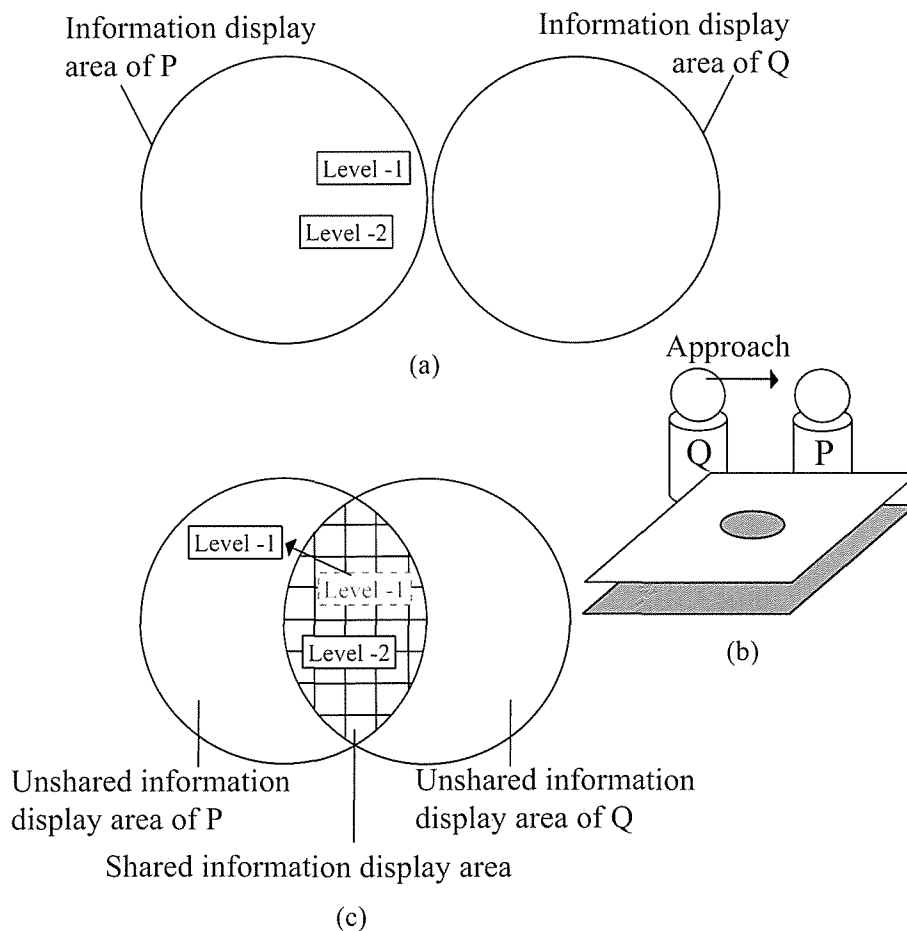 Information display
area of P
Information display
area of Q
Level -1
Level -2
(a)
Approach
Q
P
(b)
Level -1
Level -1
Level -2
Unshared information
display area of P
Unshared information
display area of Q
Shared information display area
(c)